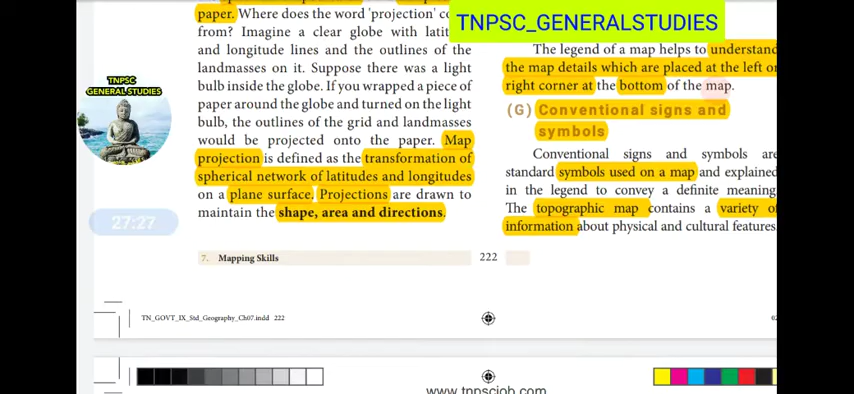 paper. Where does the word 'projection'
from? Imagine a clear globe with
and longitude lines and the outlines of the
landmasses on it. Suppose there was a light
bulb inside the globe. If you wrapped a piece of
paper around the globe and turned on the light
bulb, the outlines of the grid and landmasses
would be projected onto the paper. Map
projection is defined as the transformation of
spherical network of latitudes and longitudes
on a plane surface. Projections are drawn to
maintain the shape, area and directions.
TNPSC_GENERALSTUDIES
The legend of a map helps to understand
the map details which are placed at the left or
right corner at the bottom of the map.
(G) Conventional signs and
symbols
Conventional signs and symbols are
standard symbols used on a map and explained
in the legend to convey a definite meaning.
The topographic map contains a variety of
information about physical and cultural features.
TNPSC
GENERAL STUDIES
27:27
7. Mapping Skills
222
TN_GOVT_IX_Std_Geography_Ch07.indd 222
www.tnpscjob.com